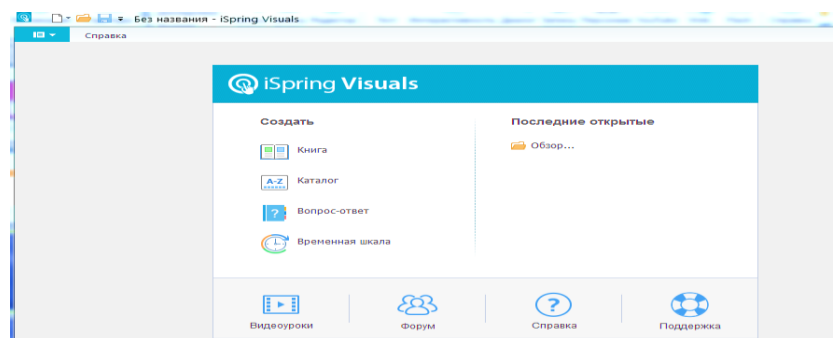 Без названия - iSpring Visuals
Справка
iSpring Visuals
Создать
Книга
A-Z
Каталог
Вопрос-ответ
Временная шкала
Последние открытые
Обзор...
Видеоуроки
Форум
Справка
Поддержка